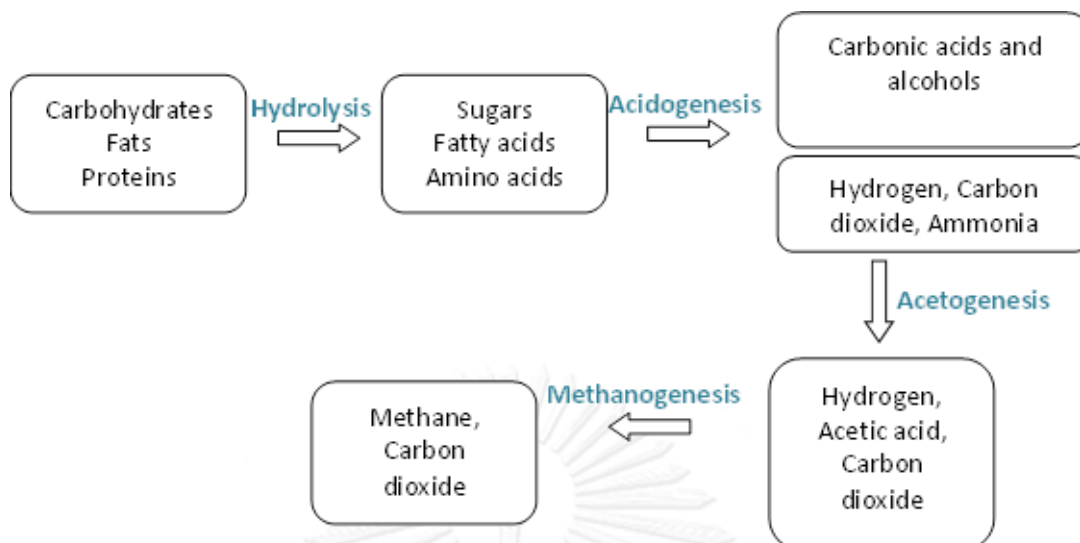 Carbohydrates
Fats
Proteins
Hydrolysis
Sugars
Fatty acids
Amino acids
Acidogenesis
Carbonic acids and
alcohols
Hydrogen, Carbon
dioxide, Ammonia
Acetogenesis
Hydrogen,
Acetic acid,
Carbon
dioxide
Methanogenesis
Methane,
Carbon
dioxide